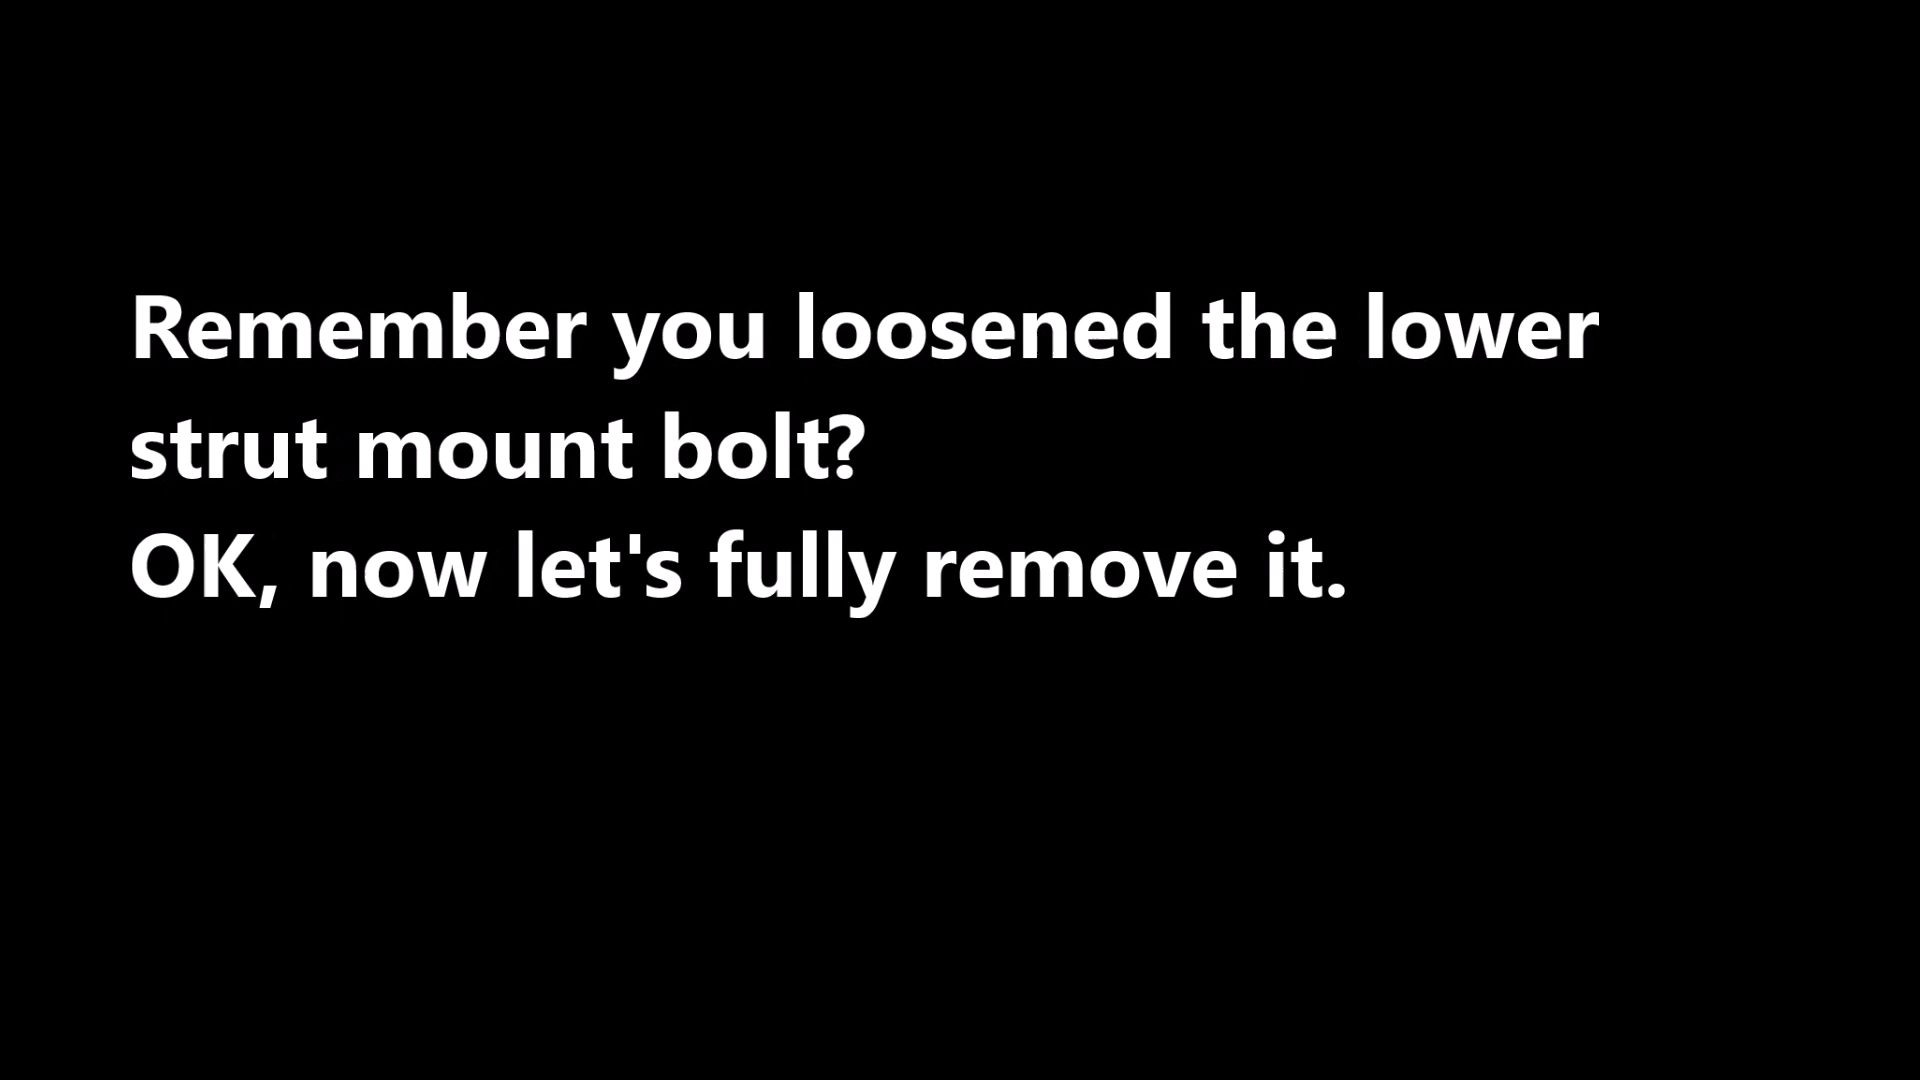 Remember you loosened the lower
strut mount bolt?
OK, now let's fully remove it.